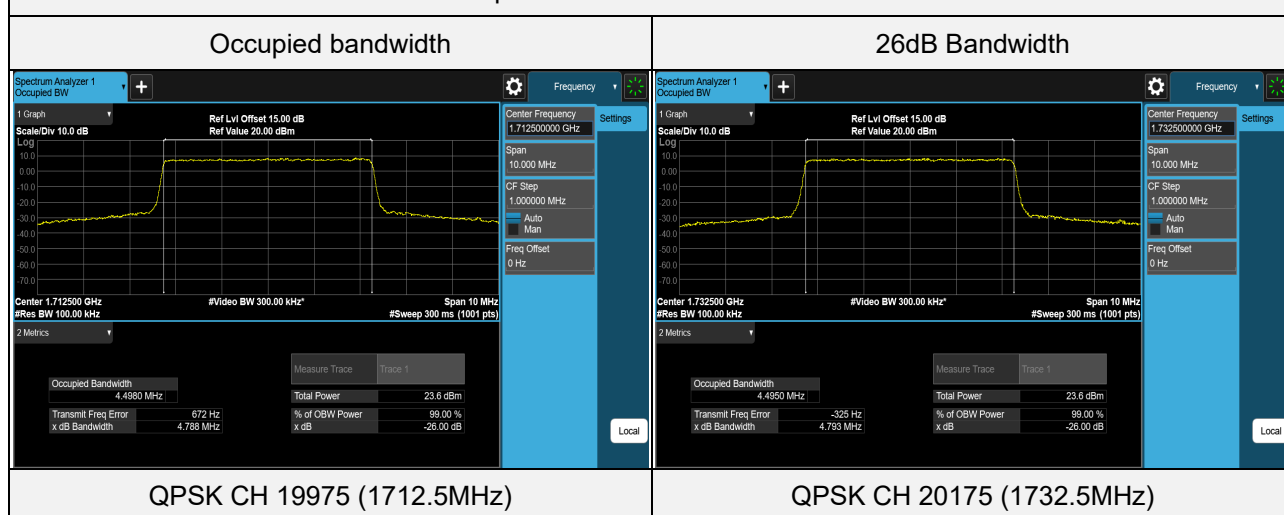 Occupied bandwidth
26dB Bandwidth
Spectrum Analyzer 1
Occupied BW
+
Frequency
1 Graph
Scale/Div 10.0 dB
Log
Ref Lvl Offset 15.00 dB
Ref Value 20.00 dBm
10.0
0.00
-10.0
-20.0
-30.0
-40.0
-50.0
-60.0
-70.0
Center 1.712500 GHz
#Res BW 100.00 kHz
#Video BW 300.00 kHz*
Span 10 MHz
#Sweep 300 ms (1001 pts)
Center Frequency
1.712500000 GHz
Settings
Span
10.000 MHz
CF Step
1.000000 MHz
Auto
Man
Freq Offset
0 Hz
2 Metrics
Measure Trace Trace 1
Occupied Bandwidth
4.4980 MHz
Total Power 23.6 dBm
Transmit Freq Error 672 Hz
% of OBW Power 99.00 %
x dB Bandwidth 4.788 MHz
x dB -26.00 dB
Local
Spectrum Analyzer 1
Occupied BW
+
Frequency
1 Graph
Scale/Div 10.0 dB
Log
Ref Lvl Offset 15.00 dB
Ref Value 20.00 dBm
10.0
0.00
-10.0
-20.0
-30.0
-40.0
-50.0
-60.0
-70.0
Center 1.732500 GHz
#Res BW 100.00 kHz
#Video BW 300.00 kHz*
Span 10 MHz
#Sweep 300 ms (1001 pts)
Center Frequency
1.732500000 GHz
Settings
Span
10.000 MHz
CF Step
1.000000 MHz
Auto
Man
Freq Offset
0 Hz
2 Metrics
Measure Trace Trace 1
Occupied Bandwidth
4.4950 MHz
Total Power 23.6 dBm
Transmit Freq Error -325 Hz
% of OBW Power 99.00 %
x dB Bandwidth 4.793 MHz
x dB -26.00 dB
Local
QPSK CH 19975 (1712.5MHz)
QPSK CH 20175 (1732.5MHz)